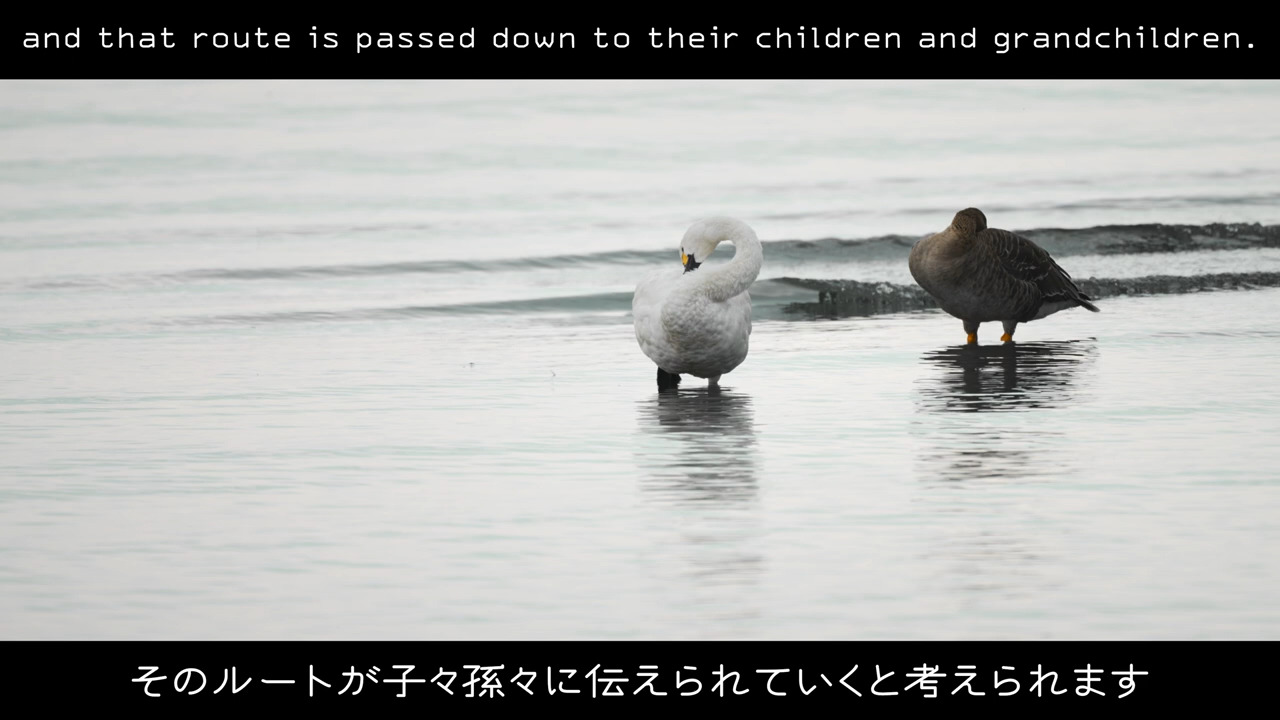 and that route is passed down to their children and grandchildren.
そのルートが子々孫々に伝えられていくと考えられます